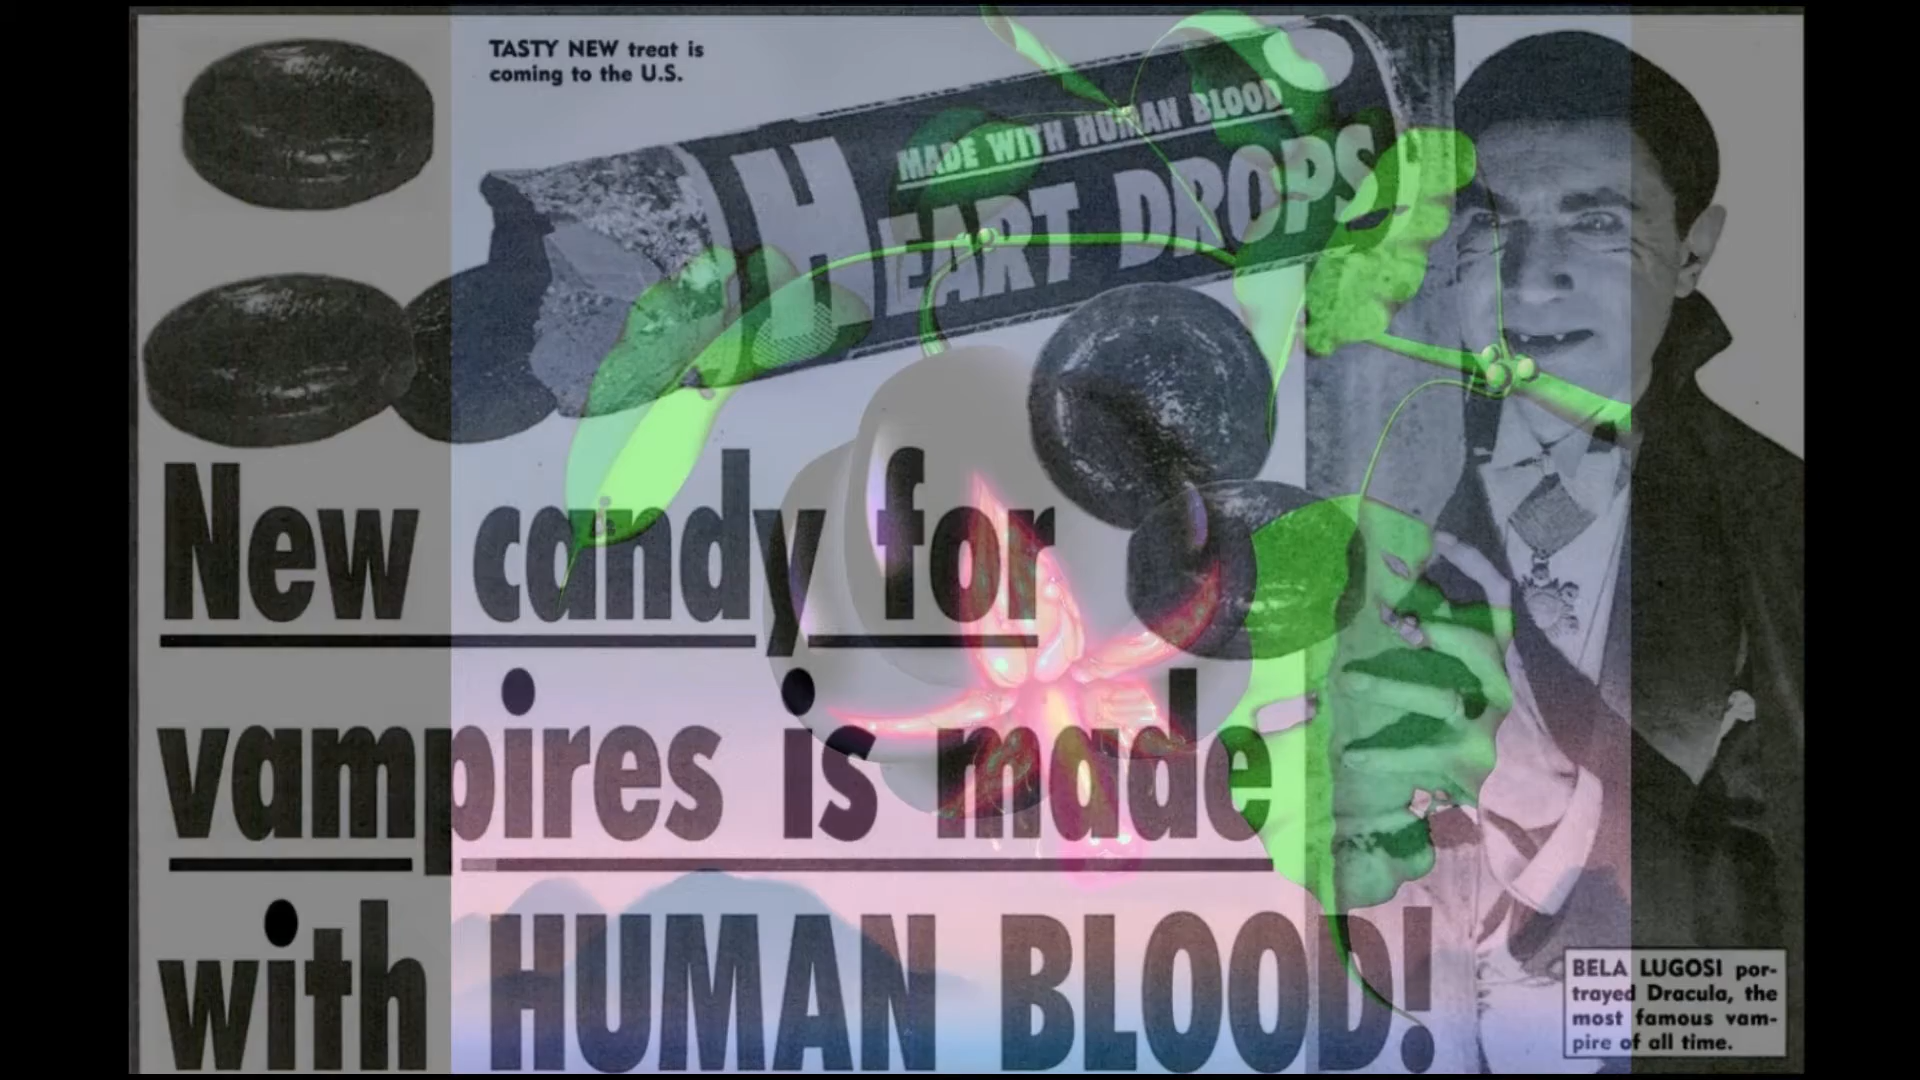 TASTY NEW treat is
coming to the U.S.
MADE WITH HUMAN BLOOD
HEART DROPS
New candy for
vampires is made
with HUMAN BLOOD!
BELA LUGOSI por-
trayed Dracula, the
most famous vam-
pire of all time.